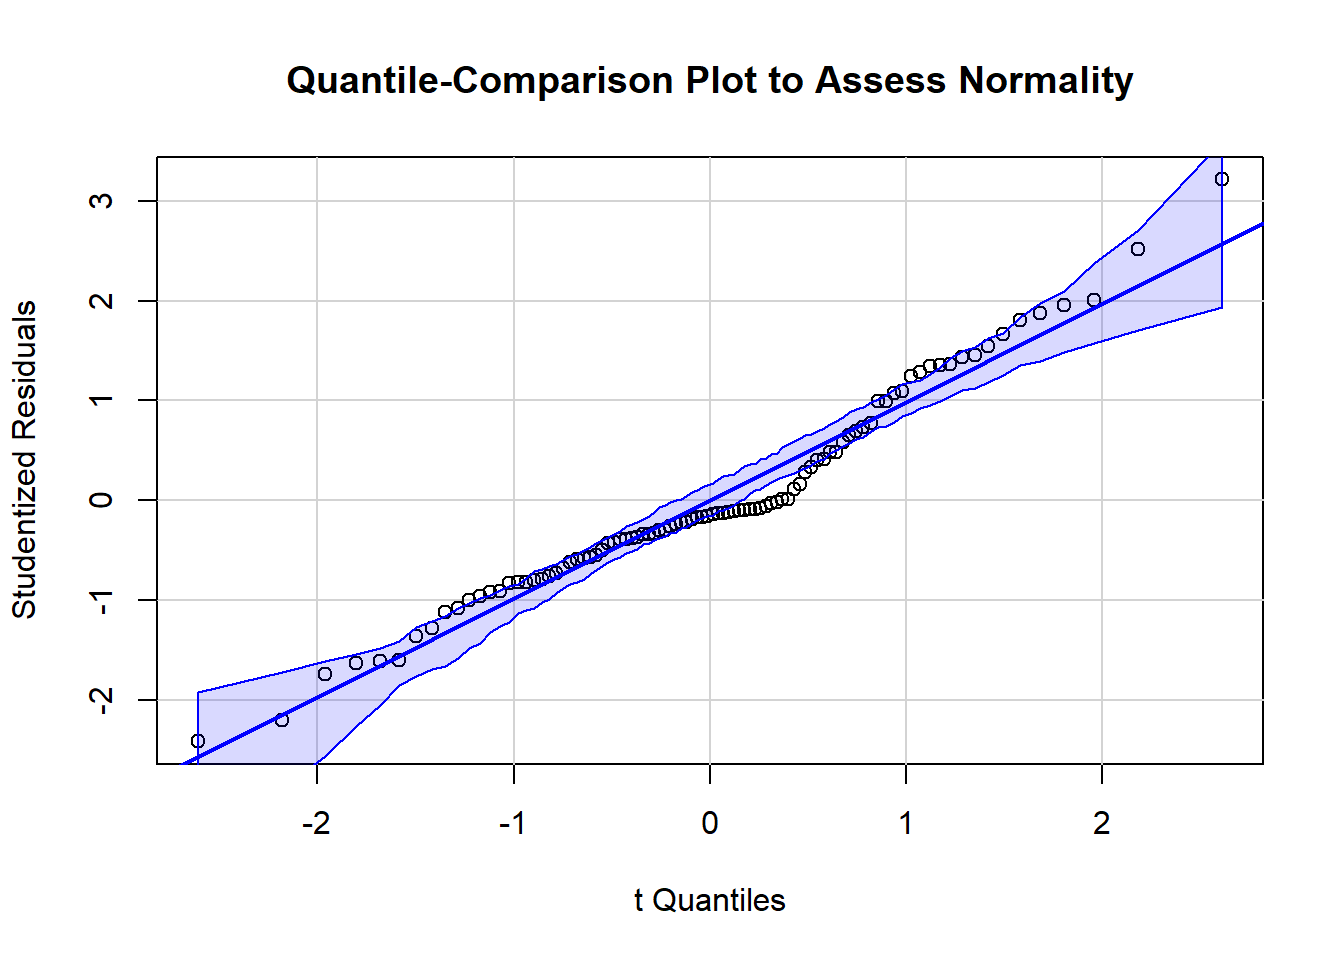 Quantile-Comparison Plot to Assess Normality
3
2
1
0
-1
-2
Studentized Residuals
-2 -1 0 1 2
t Quantiles